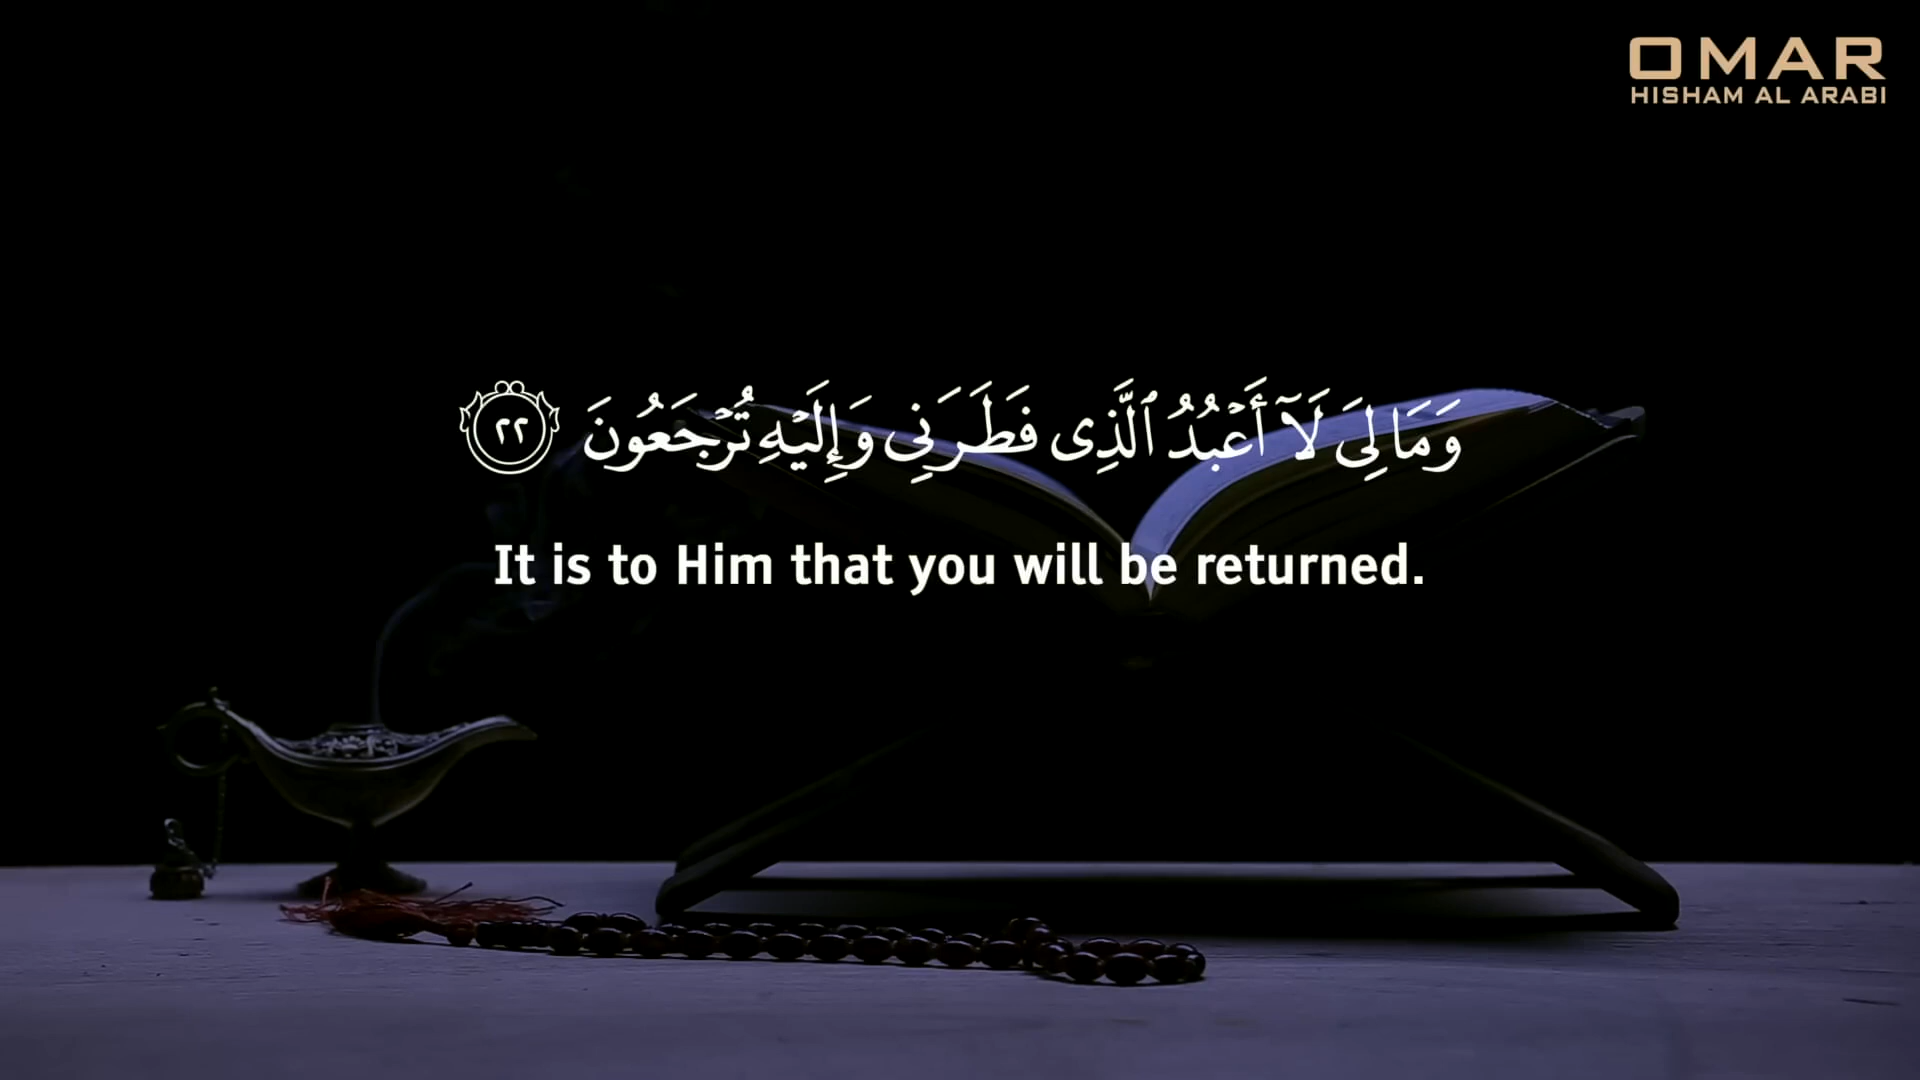 OMAR
HISHAM AL ARABI
وَمَا لِىَ لَآ أَعْبُدُ ٱلَّذِى فَطَرَنِى وَإِلَيْهِ تُرْجَعُونَ ٢٢
It is to Him that you will be returned.